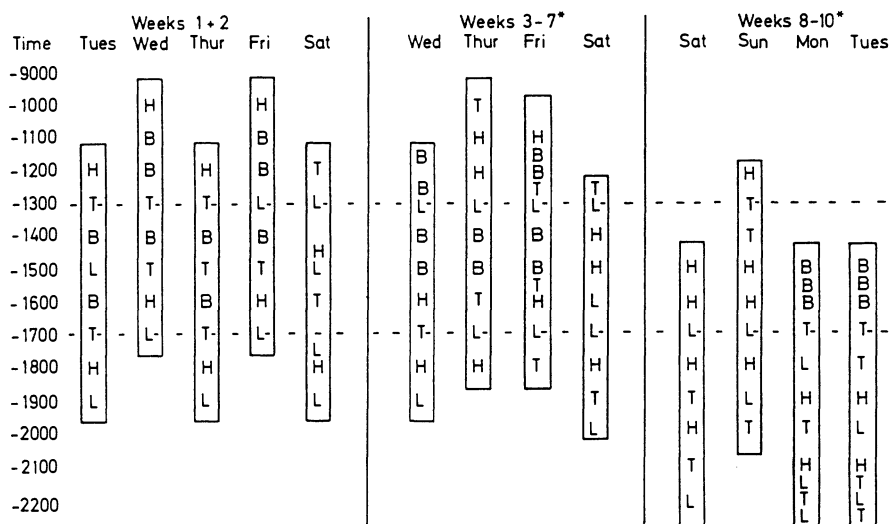 Weeks 1+2 Weeks 3-7* Weeks 8-10*
Time Tues Wed Thur Fri Sat Wed Thur Fri Sat Sat Sun Mon Tues
-9000
-1000 H H T
-1100 B B H H
B B
-1200 H B H B T H B H
B T T
-1300 T T T L L L L L L T
-1400 B B B B B B B H T
H
-1500 L T T T L B B B H H H B B
T B B
-1600 B H B H T H T H L H H B B
-1700 T L T L T L L L L L T T
L
-1800 H H H H H T H H H L T
-1900 L L L L T T L H H
-2000 L H T T L
-2100 T H H
L T
-2200 L T L
L T